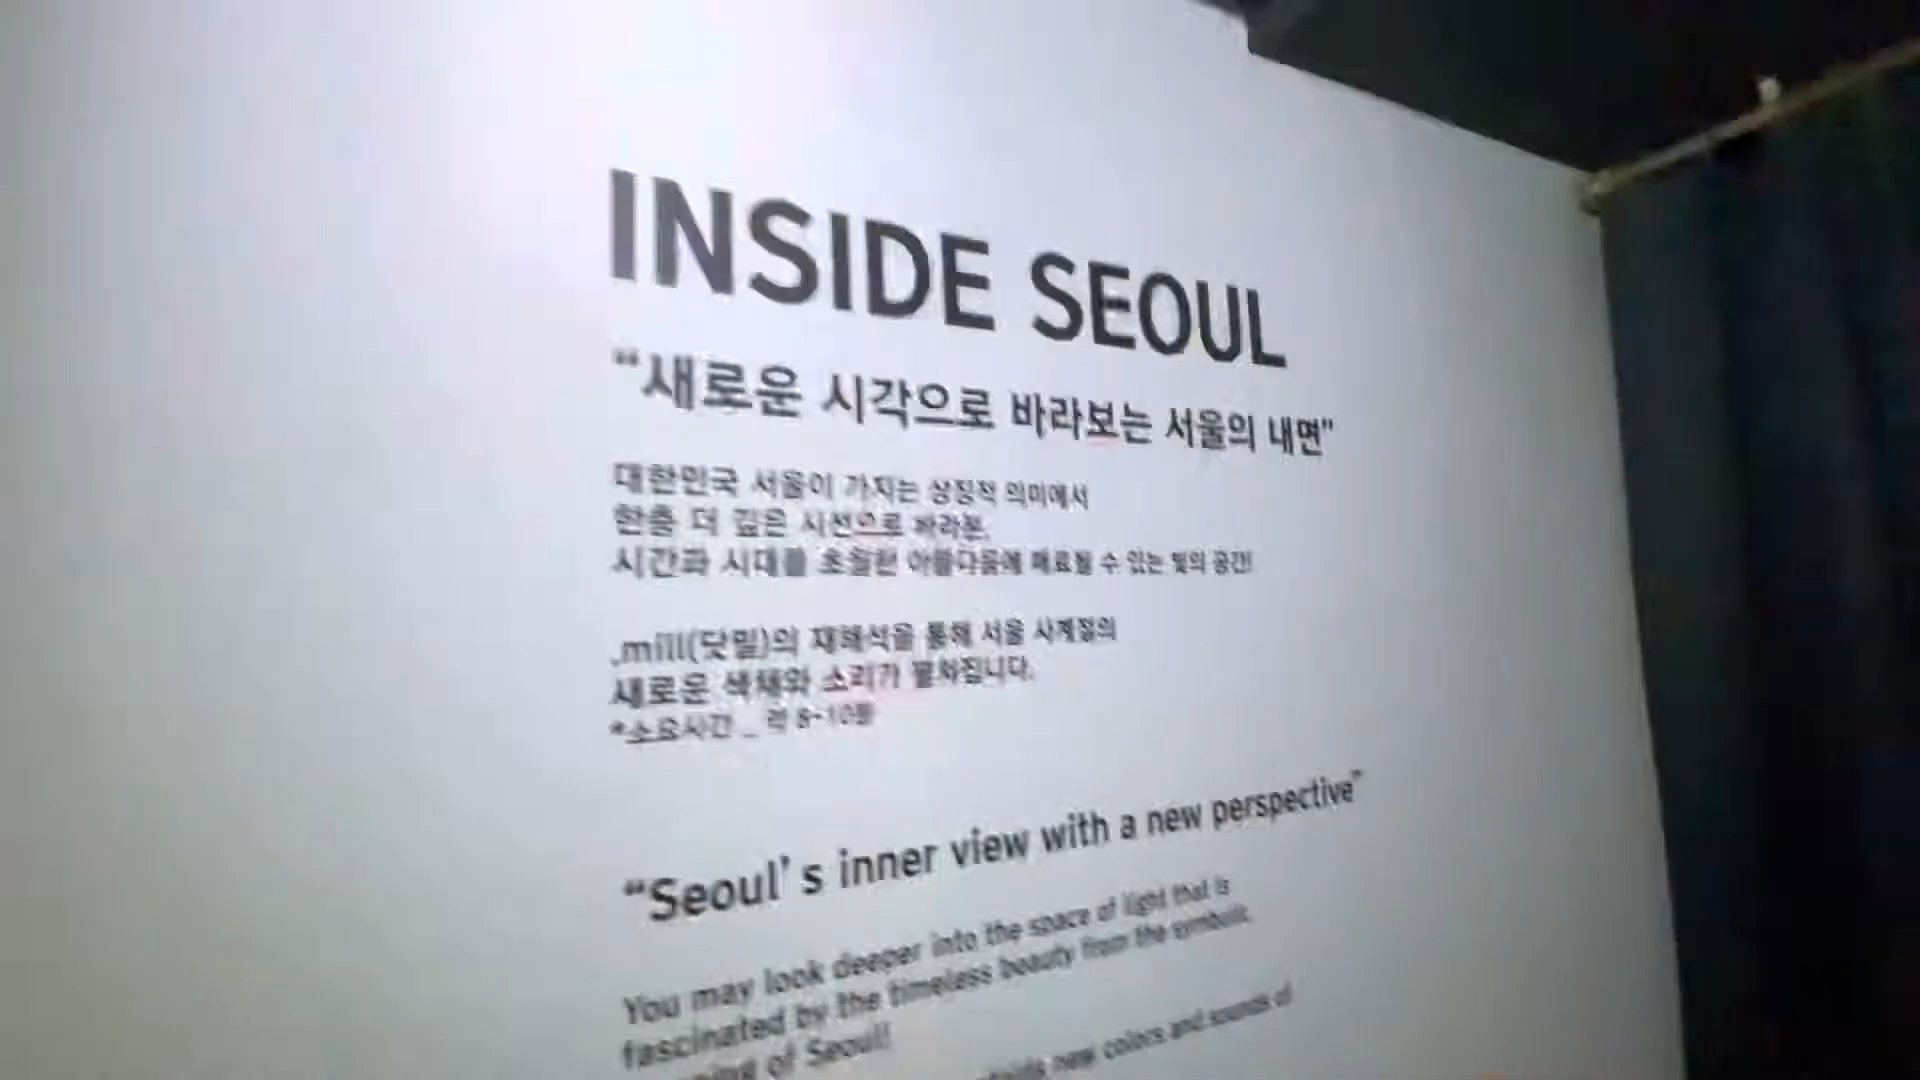 INSIDE SEOUL
“새로운 시각으로 바라보는 서울의 내면”
대한민국 서울이 가지는 상징적 의미에서
한층 더 깊은 시선으로 바라본,
시간과 시대를 초월한 아름다움에 매료될 수 있는 빛의 공간!
.mill(닷밀)의 재해석을 통해 서울 사계절의
새로운 색채와 소리가 펼쳐집니다.
*소요시간 _ 약 8~10분
“Seoul’s inner view with a new perspective”
You may look deeper into the space of light that is
fascinated by the timeless beauty from the symbolic
of Seoul!
new colors and sounds of